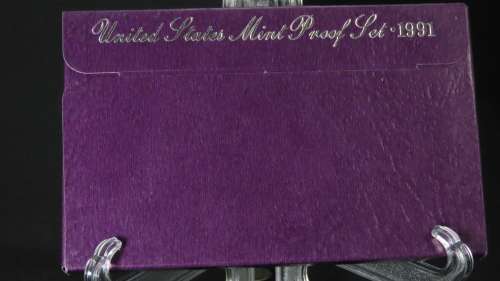 United States Mint Proof Set · 1991